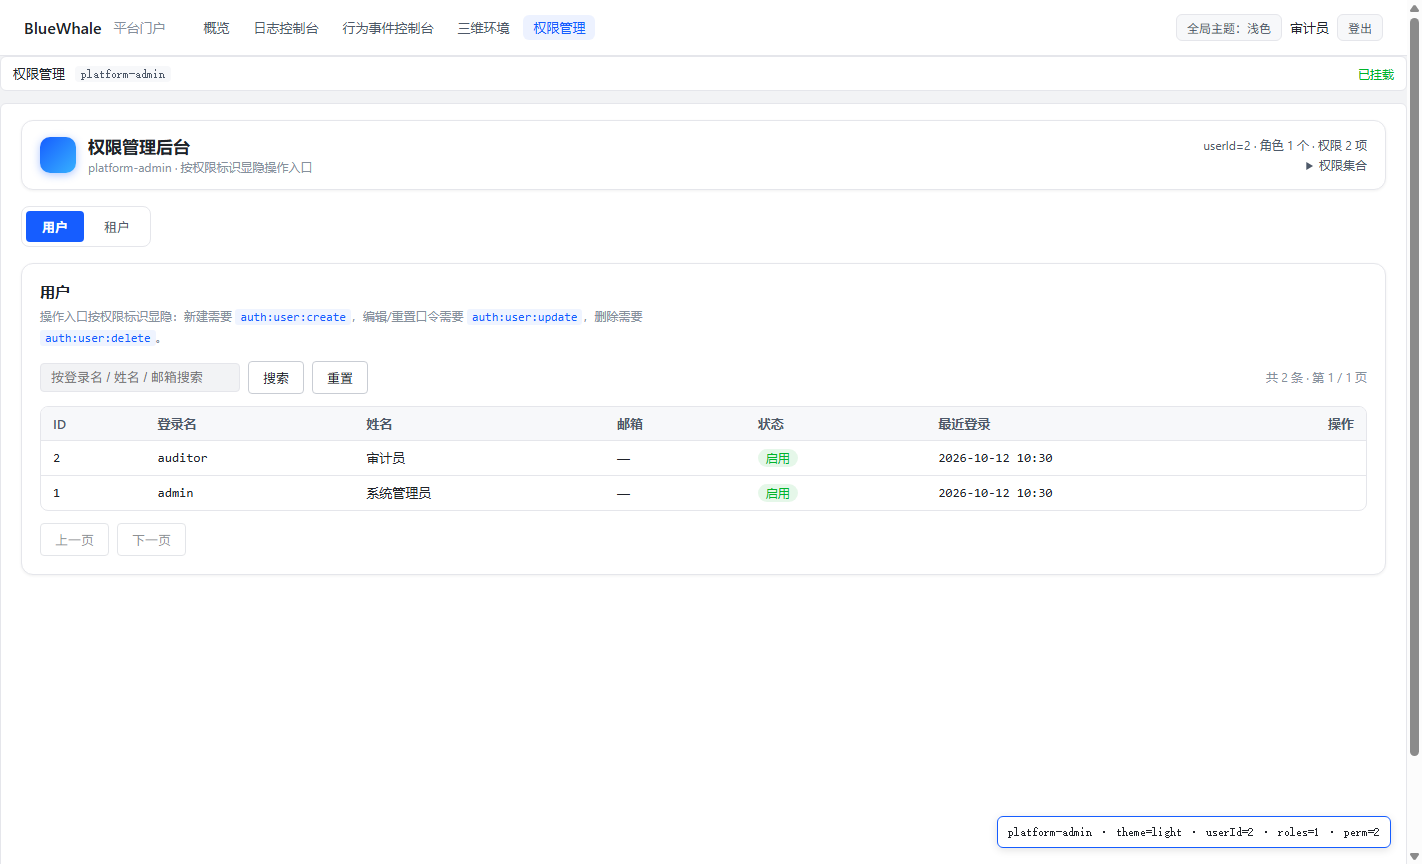 BlueWhale 平台门户 概览 日志控制台 行为事件控制台 三维环境 权限管理 全局主题：浅色 审计员 登出
权限管理 platform-admin 已挂载
权限管理后台
platform-admin · 按权限标识显隐操作入口
userId=2 · 角色 1 个 · 权限 2 项
▶ 权限集合
用户 租户
用户
操作入口按权限标识显隐：新建需要 auth:user:create，编辑/重置口令需要 auth:user:update，删除需要
auth:user:delete。
按登录名 / 姓名 / 邮箱搜索 搜索 重置 共 2 条 · 第 1 / 1 页
ID 登录名 姓名 邮箱 状态 最近登录 操作
2 auditor 审计员 — 启用 2026-10-12 10:30
1 admin 系统管理员 — 启用 2026-10-12 10:30
上一页 下一页
platform-admin · theme=light · userId=2 · roles=1 · perm=2